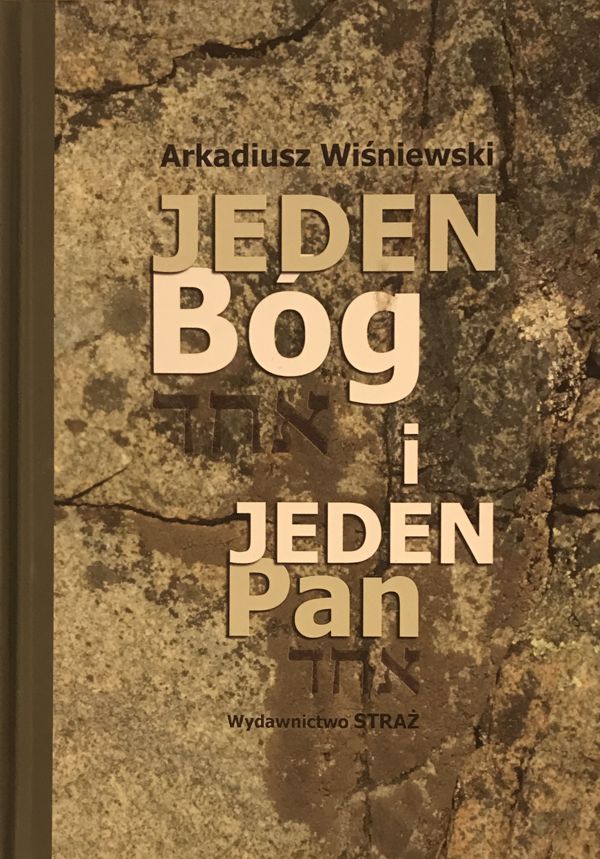 Arkadiusz Wiśniewski
JEDEN
Bóg
אחד
i
JEDEN
Pan
אחד
Wydawnictwo STRAŻ